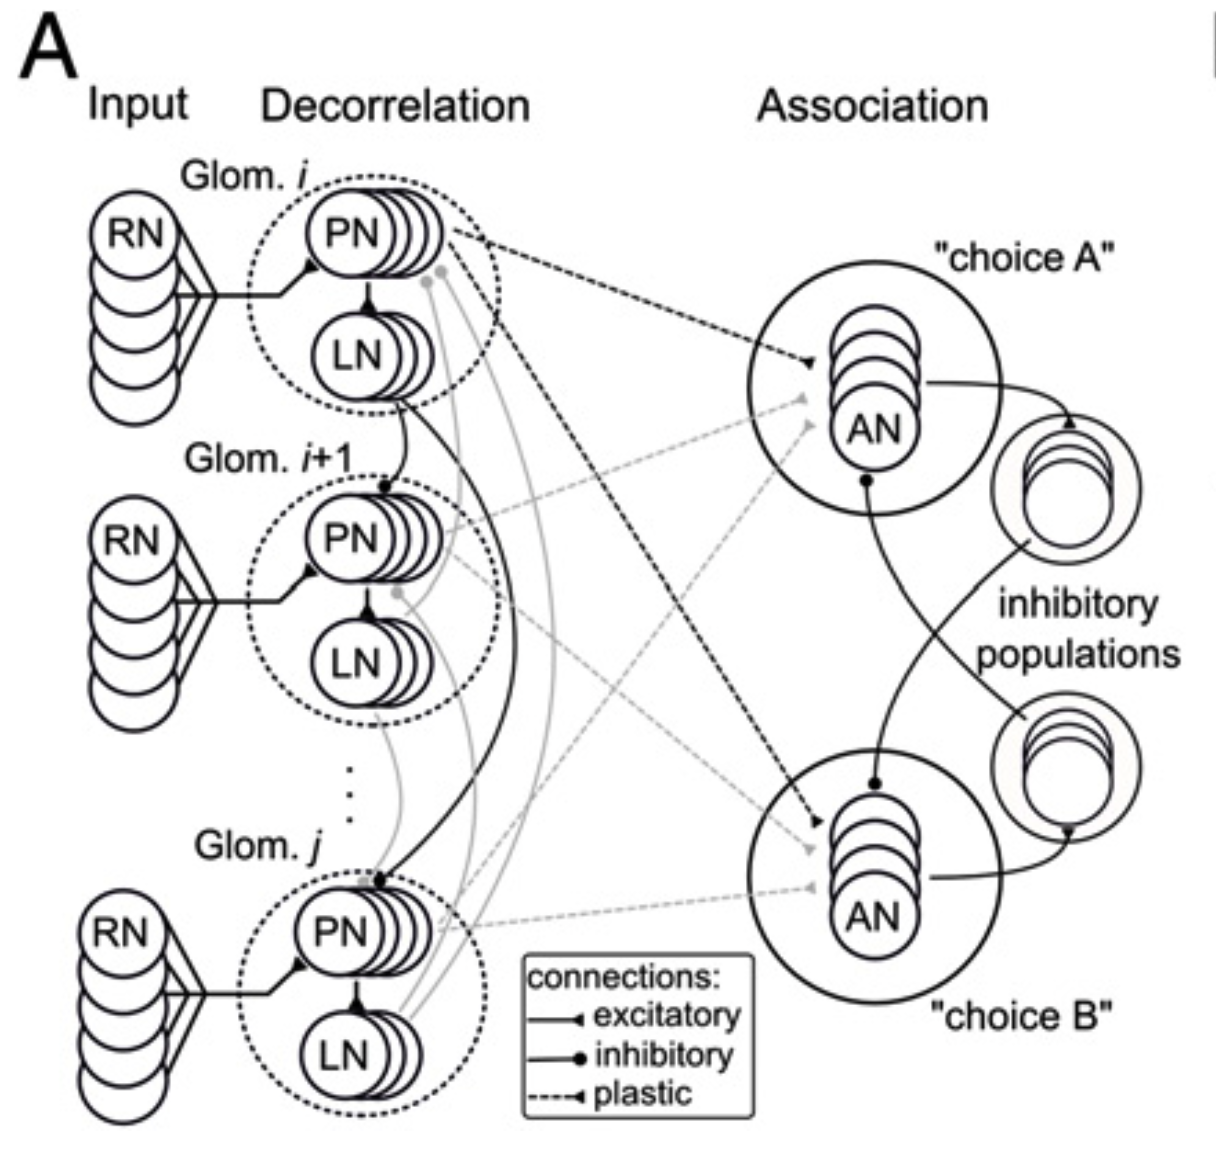 A
Input
Decorrelation
Association
Glom. i
RN
PN
LN
"choice A"
AN
Glom. i+1
RN
PN
LN
inhibitory
populations
Glom. j
RN
PN
LN
AN
"choice B"
connections:
excitatory
inhibitory
plastic